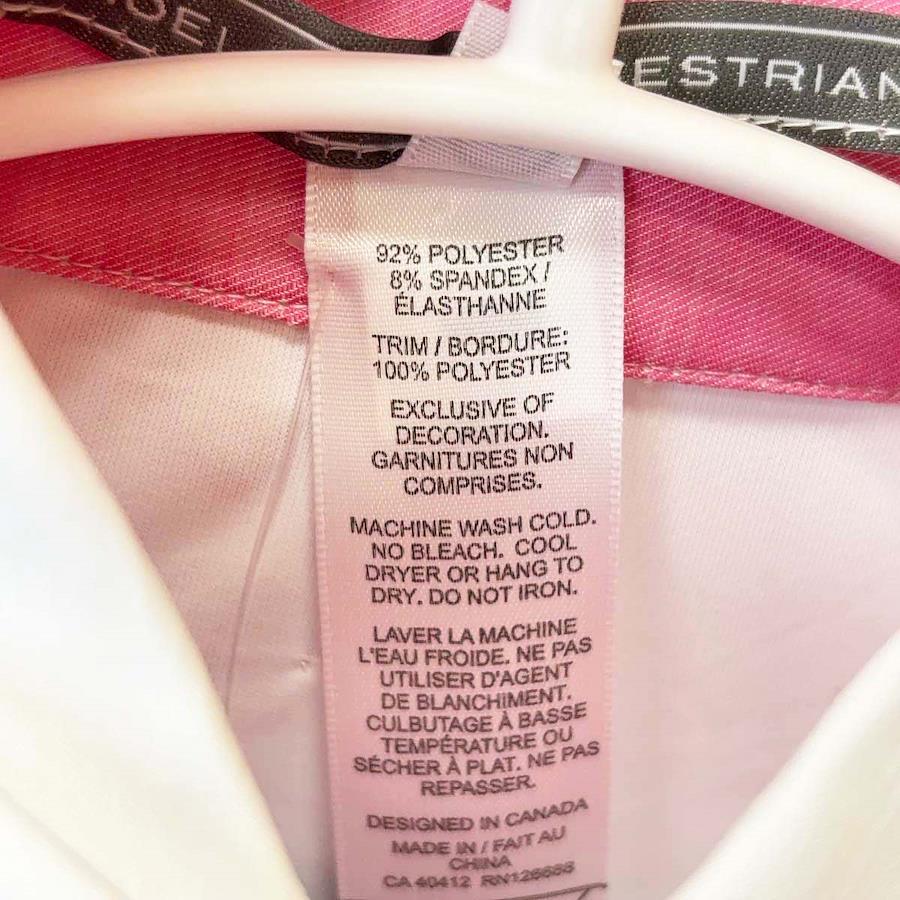 ESTRIAN
92% POLYESTER
8% SPANDEX /
ÉLASTHANNE
TRIM / BORDURE:
100% POLYESTER
EXCLUSIVE OF
DECORATION.
GARNITURES NON
COMPRISES.
MACHINE WASH COLD.
NO BLEACH. COOL
DRYER OR HANG TO
DRY. DO NOT IRON.
LAVER LA MACHINE
L'EAU FROIDE. NE PAS
UTILISER D'AGENT
DE BLANCHIMENT.
CULBUTAGE À BASSE
TEMPÉRATURE OU
SÉCHER À PLAT. NE PAS
REPASSER.
DESIGNED IN CANADA
MADE IN / FAIT AU
CHINA
CA 40412